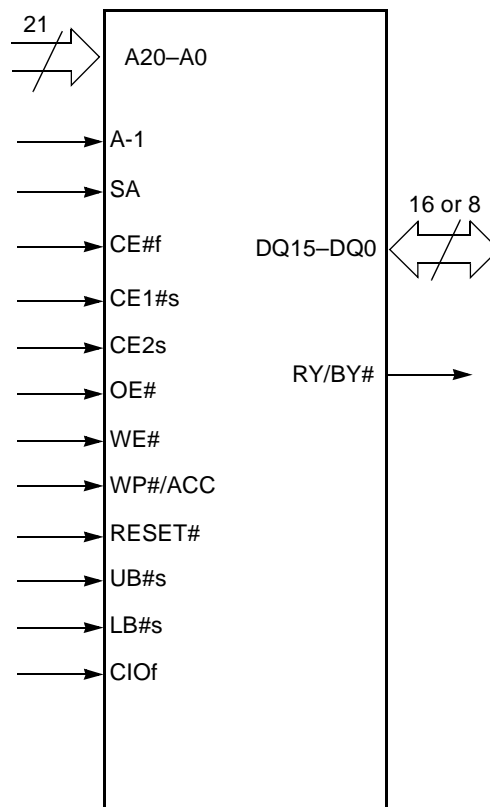 21
A20–A0
A-1
SA
16 or 8
CE#f
DQ15–DQ0
CE1#s
CE2s
RY/BY#
OE#
WE#
WP#/ACC
RESET#
UB#s
LB#s
CIOf